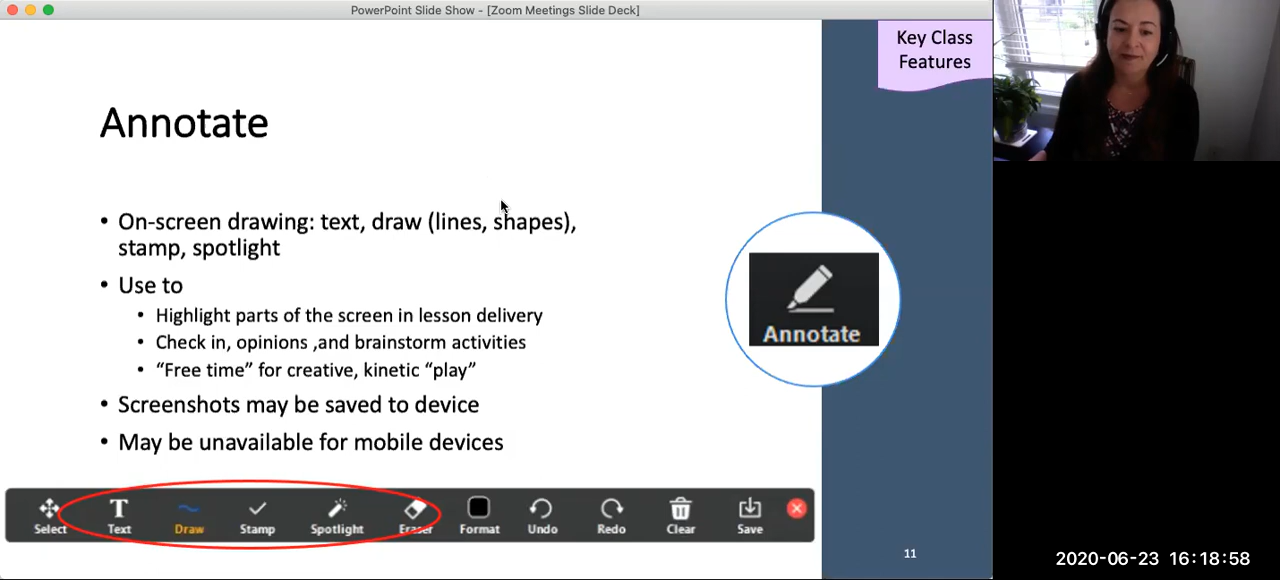 PowerPoint Slide Show - [Zoom Meetings Slide Deck]
Key Class
Features
Annotate
• On-screen drawing: text, draw (lines, shapies),
stamp, spotlight
• Use to
• Highlight parts of the screen in lesson delivery
• Check in, opinions ,and brainstorm activities
• “Free time” for creative, kinetic “play”
• Screenshots may be saved to device
• May be unavailable for mobile devices
Annotate
Select Text Draw Stamp Spotlight Eraser Format Undo Redo Clear Save
11
2020-06-23 16:18:58